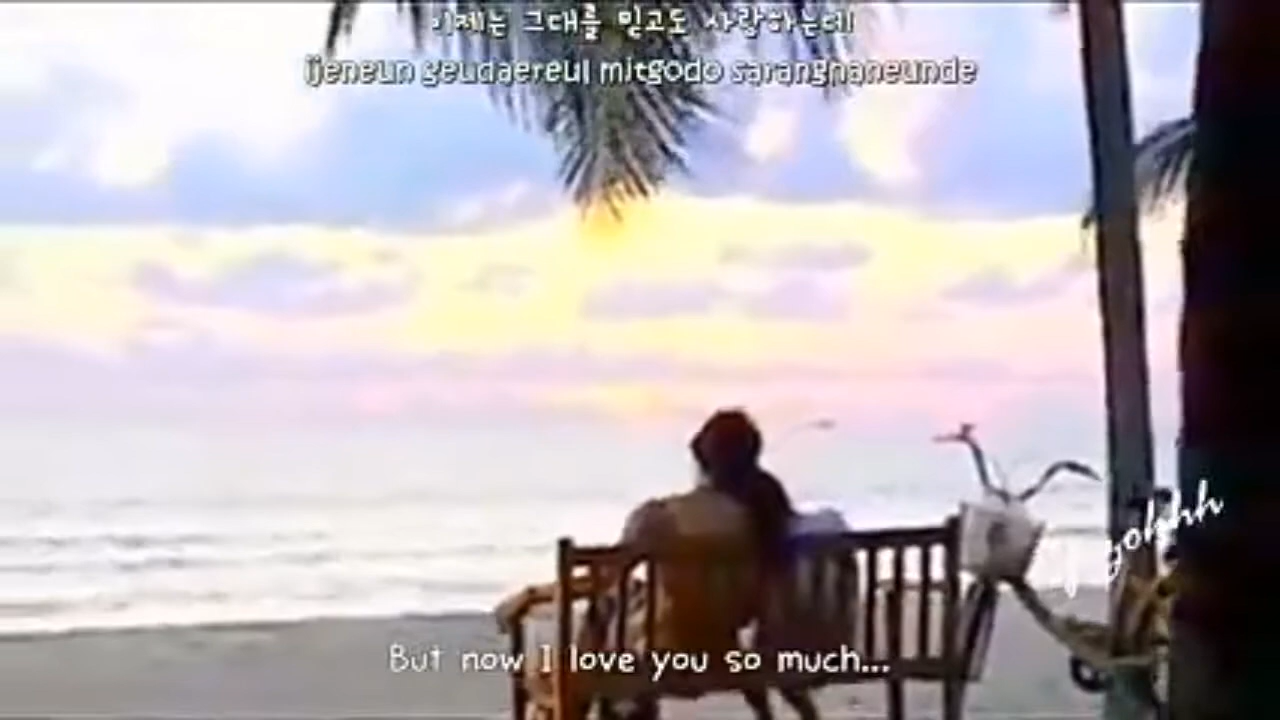 이제는 그대를 믿고도 사랑하는데
ijeneun geudaereul mitgodo saranghaneunde
gohhh
But now I love you so much...